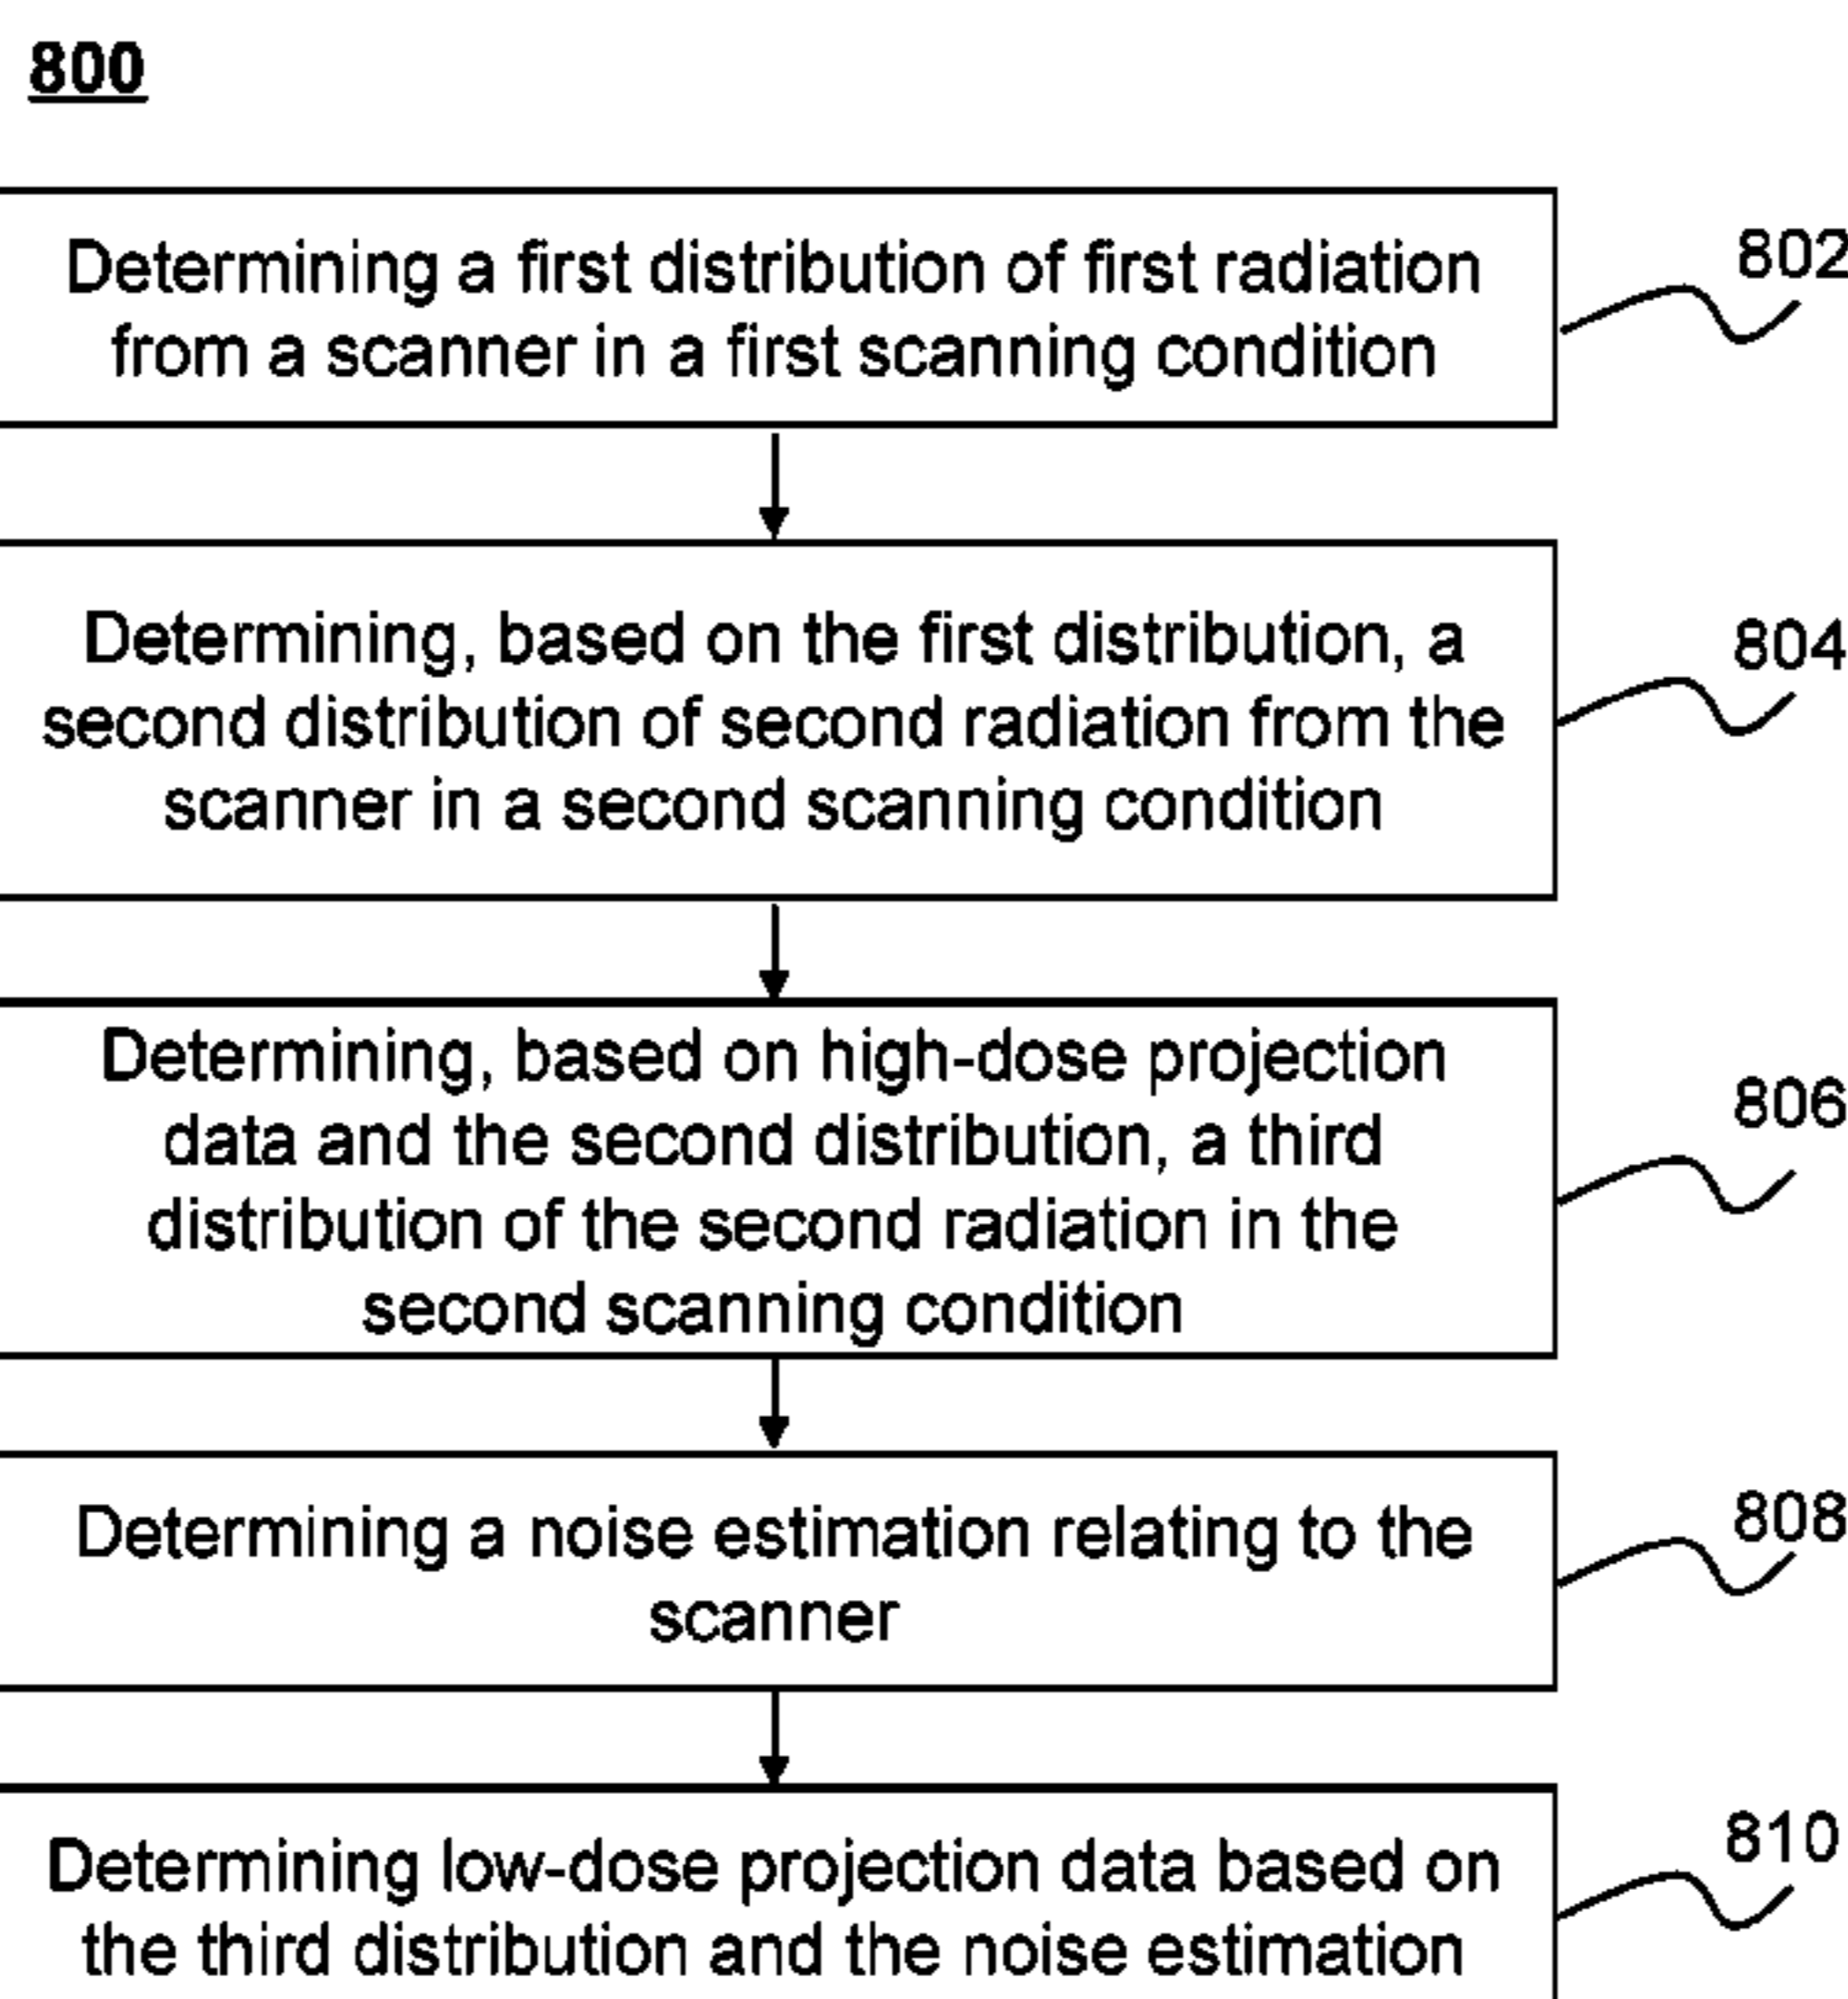 800
Determining a first distribution of first radiation
from a scanner in a first scanning condition
802
Determining, based on the first distribution, a
second distribution of second radiation from the
scanner in a second scanning condition
804
Determining, based on high-dose projection
data and the second distribution, a third
distribution of the second radiation in the
second scanning condition
806
Determining a noise estimation relating to the
scanner
808
Determining low-dose projection data based on
the third distribution and the noise estimation
810